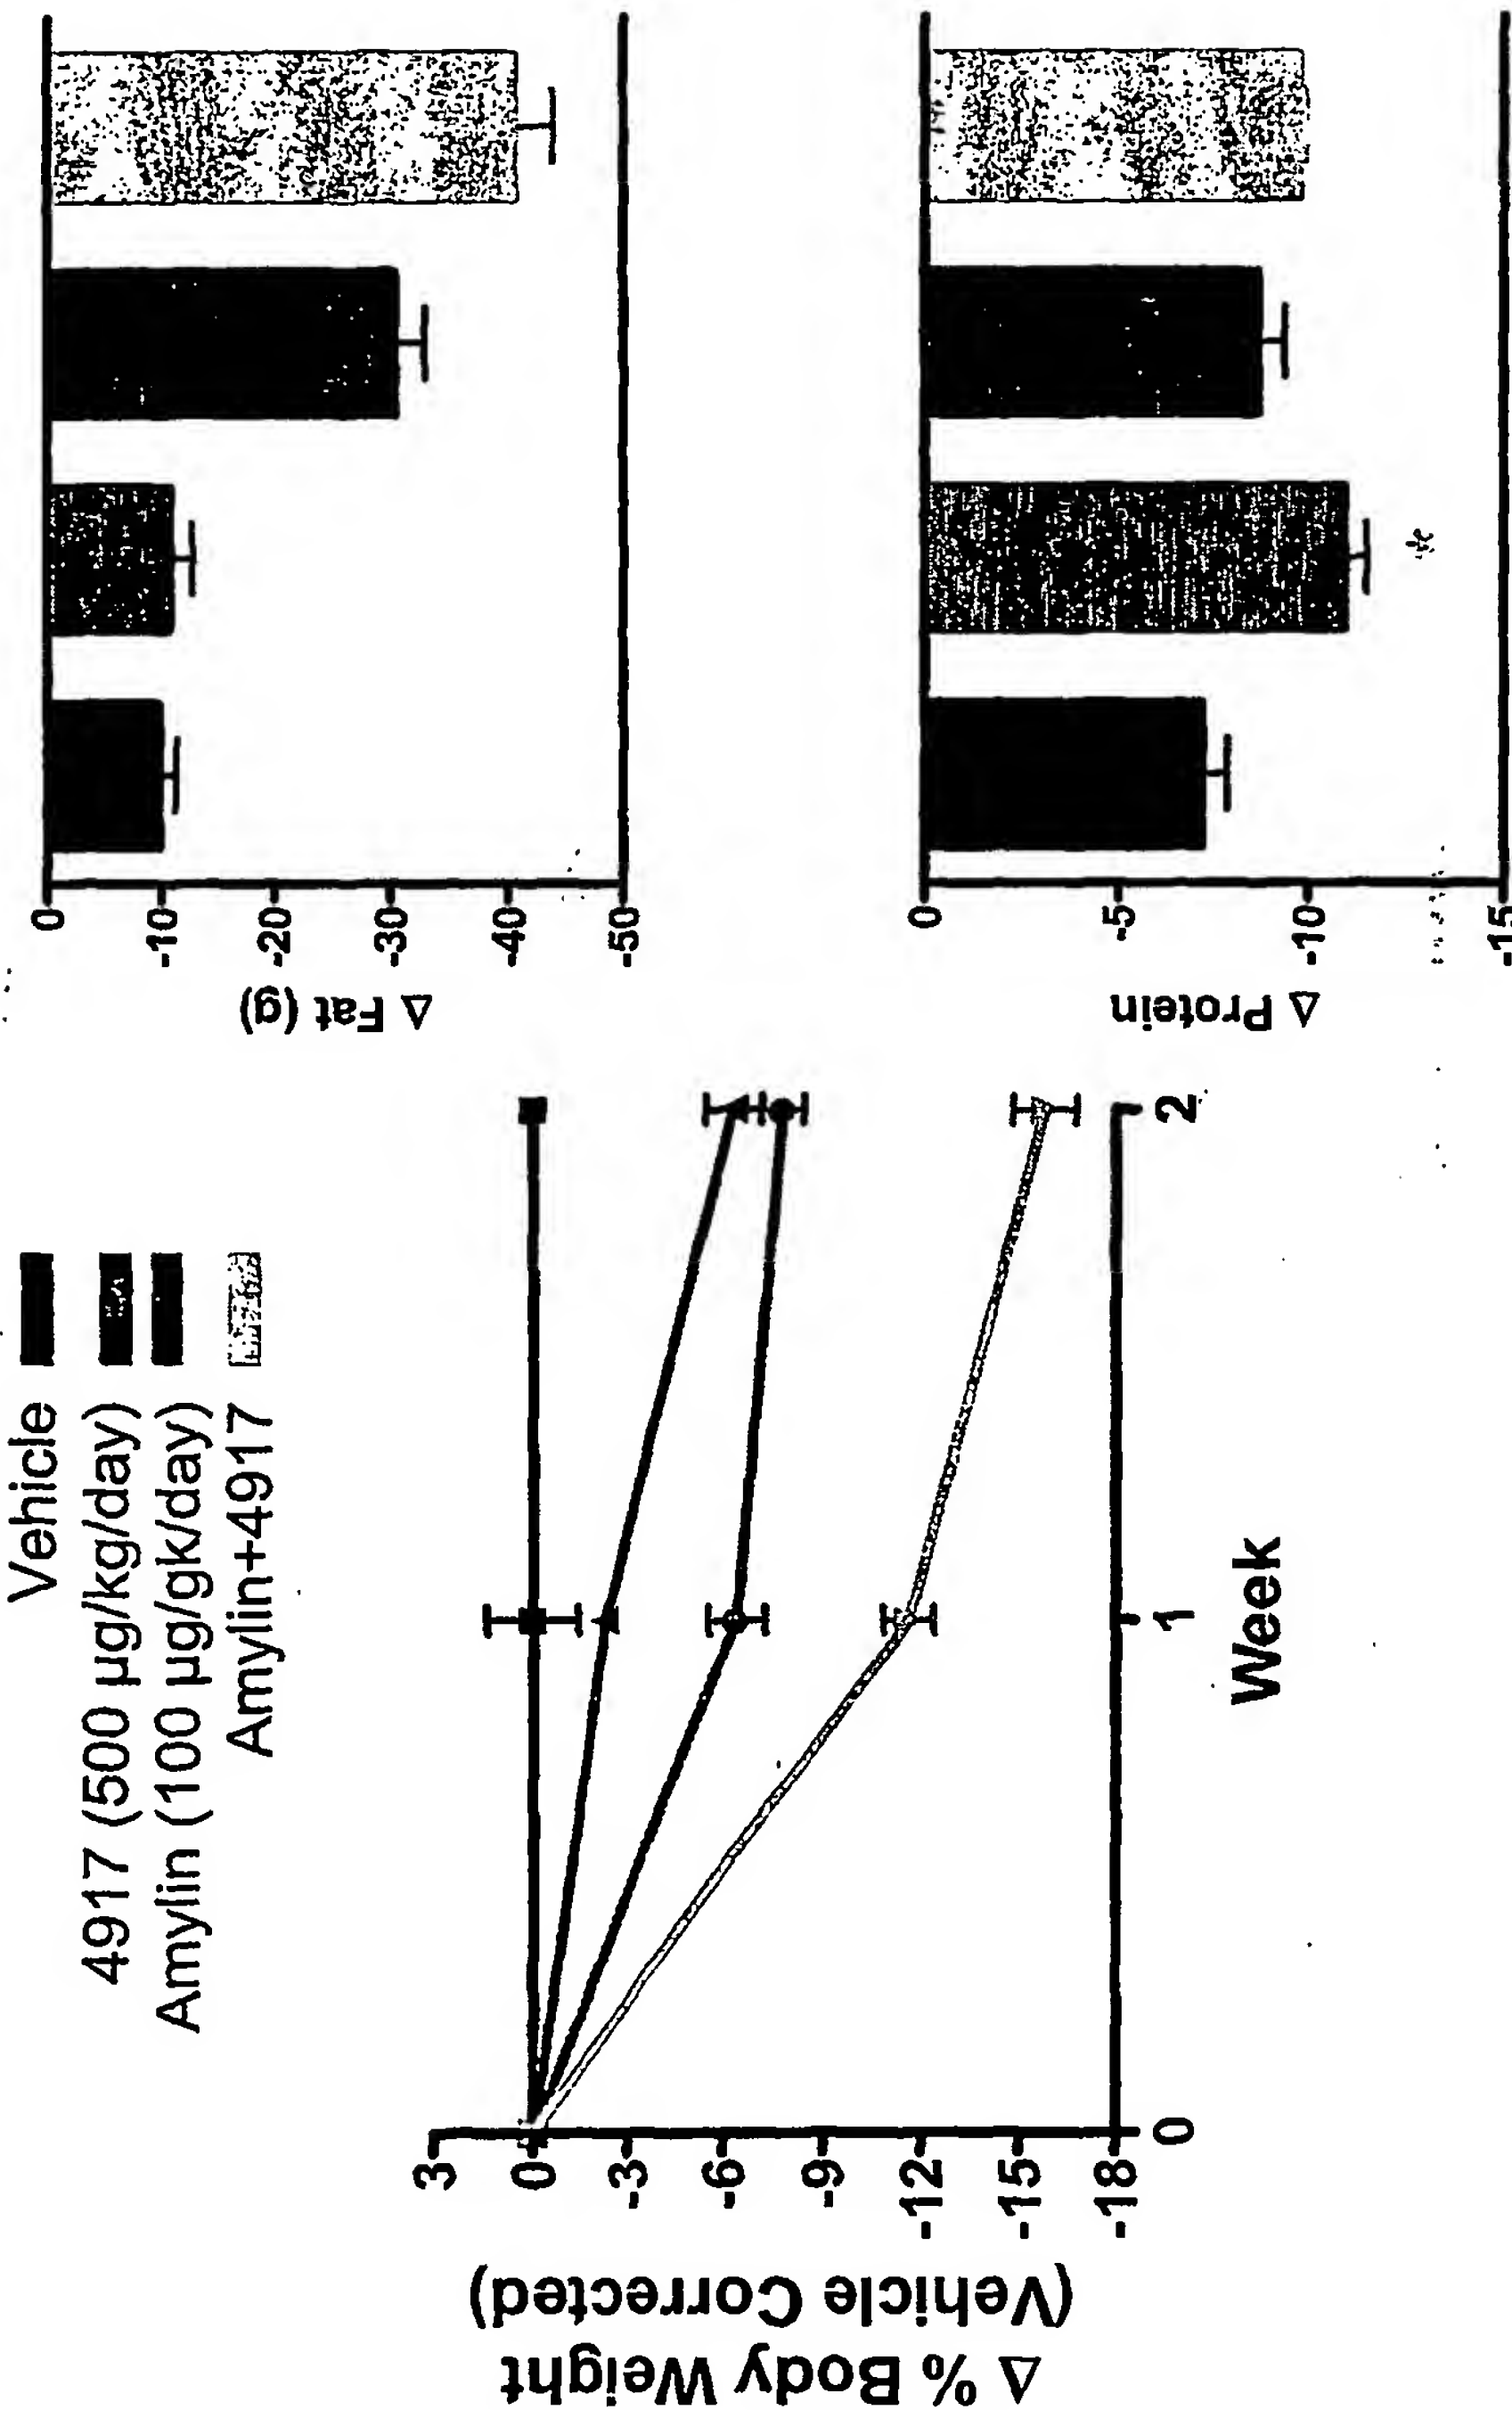 Vehicle
4917 (500 µg/kg/day)
Amylin (100 µg/gk/day)
Amylin+4917
Δ % Body Weight
(Vehicle Corrected)
3
0
-3
-6
-9
-12
-15
-18
0
1
2
Week
Δ Fat (g)
0
-10
-20
-30
-40
-50
Δ Protein
0
-5
-10
-15
*